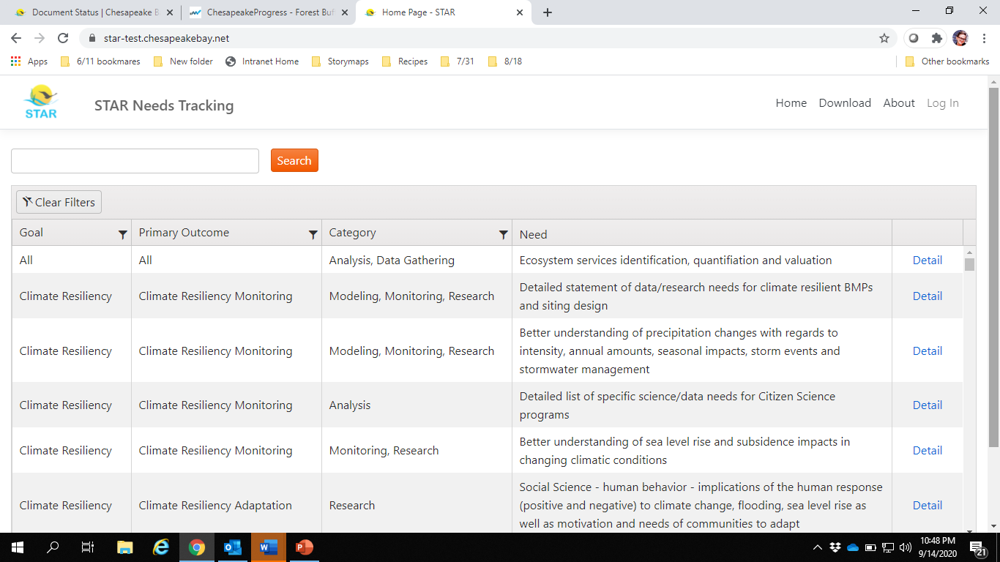 Document Status | Chesapeake B
ChesapeakeProgress - Forest Buf
Home Page - STAR
star-test.chesapeakebay.net
Apps
6/11 bookmares
New folder
Intranet Home
Storymaps
Recipes
7/31
8/18
Other bookmarks
STAR
STAR Needs Tracking
Home
Download
About
Log In
Search
Clear Filters
Goal
Primary Outcome
Category
Need
All
All
Analysis, Data Gathering
Ecosystem services identification, quantifiation and valuation
Detail
Climate Resiliency
Climate Resiliency Monitoring
Modeling, Monitoring, Research
Detailed statement of data/research needs for climate resilient BMPs
and siting design
Detail
Climate Resiliency
Climate Resiliency Monitoring
Modeling, Monitoring, Research
Better understanding of precipitation changes with regards to
intensity, annual amounts, seasonal impacts, storm events and
stormwater management
Detail
Climate Resiliency
Climate Resiliency Monitoring
Analysis
Detailed list of specific science/data needs for Citizen Science
programs
Detail
Climate Resiliency
Climate Resiliency Monitoring
Monitoring, Research
Better understanding of sea level rise and subsidence impacts in
changing climatic conditions
Detail
Climate Resiliency
Climate Resiliency Adaptation
Research
Social Science - human behavior - implications of the human response
(positive and negative) to climate change, flooding, sea level rise as
well as motivation and needs of communities to adapt
Detail
10:48 PM
9/14/2020
21